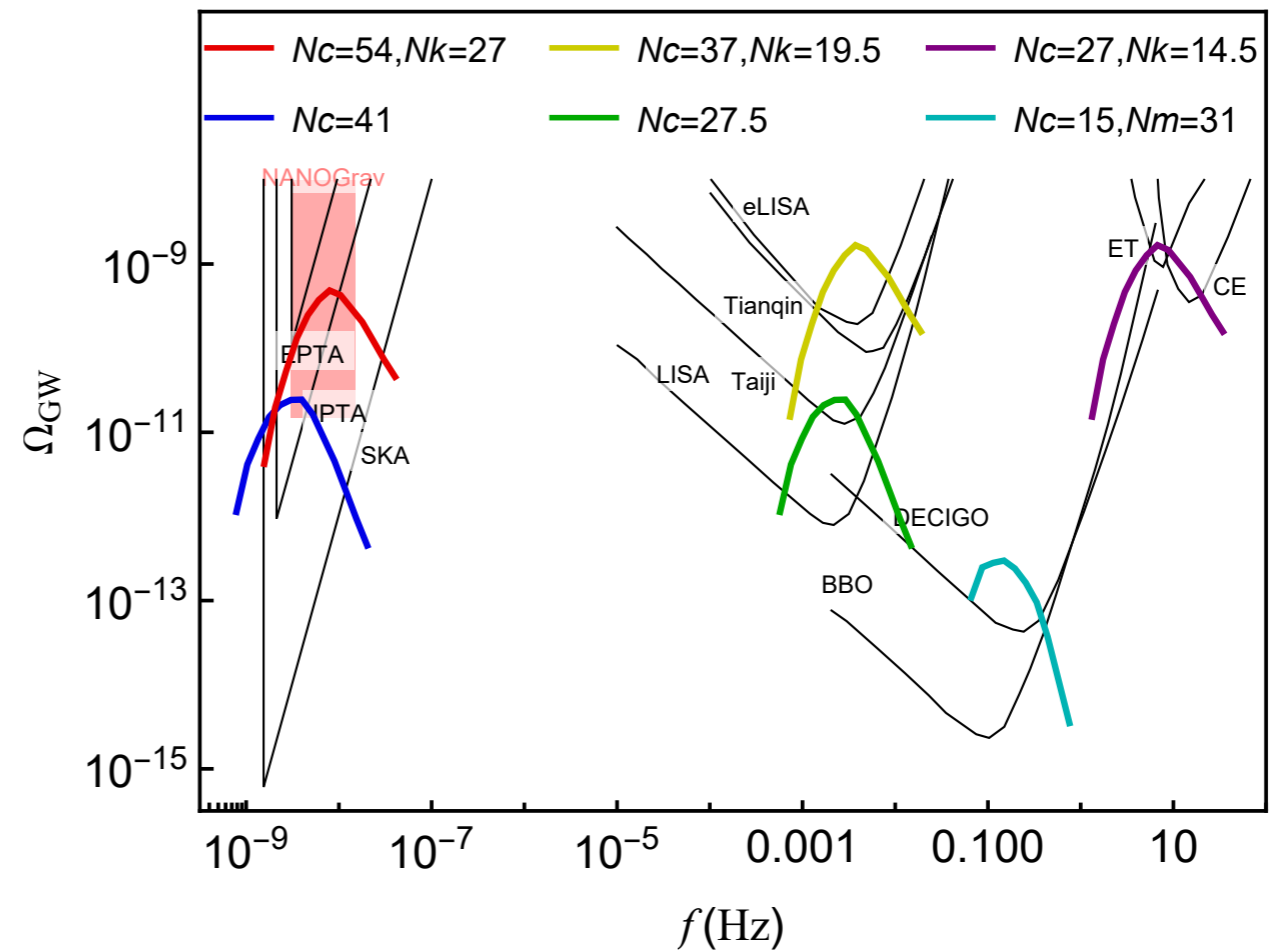 Nc=54,Nk=27 Nc=37,Nk=19.5 Nc=27,Nk=14.5
Nc=41 Nc=27.5 Nc=15,Nm=31
NANOGrav
eLISA
ET
CE
10⁻⁹
Tianqin
EPTA
LISA
Taiji
IPTA
10⁻¹¹
SKA
Ω_GW
DECIGO
BBO
10⁻¹³
10⁻¹⁵
10⁻⁹ 10⁻⁷ 10⁻⁵ 0.001 0.100 10
f(Hz)